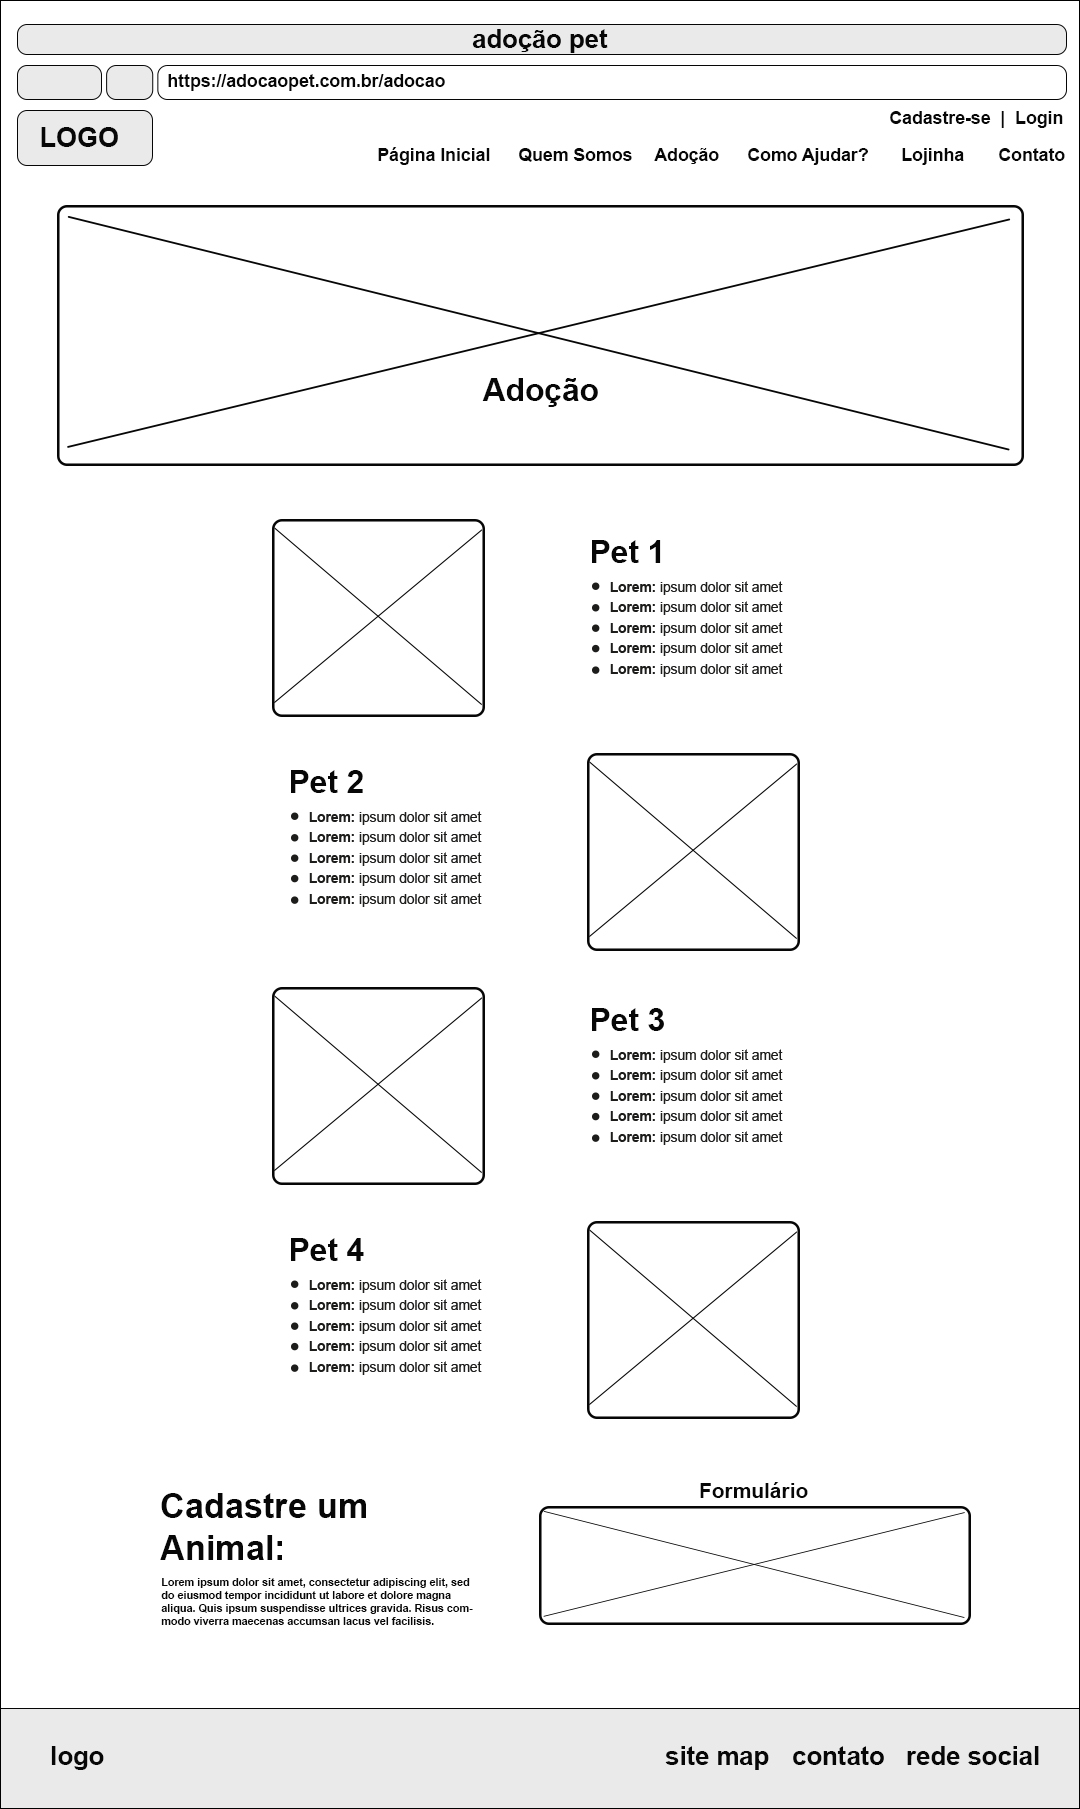 adoção pet
https://adocaopet.com.br/adocao
LOGO
Cadastre-se | Login
Página Inicial Quem Somos Adoção Como Ajudar? Lojinha Contato
Adoção
Pet 1
Lorem: ipsum dolor sit amet
Lorem: ipsum dolor sit amet
Lorem: ipsum dolor sit amet
Lorem: ipsum dolor sit amet
Lorem: ipsum dolor sit amet
Pet 2
Lorem: ipsum dolor sit amet
Lorem: ipsum dolor sit amet
Lorem: ipsum dolor sit amet
Lorem: ipsum dolor sit amet
Lorem: ipsum dolor sit amet
Pet 3
Lorem: ipsum dolor sit amet
Lorem: ipsum dolor sit amet
Lorem: ipsum dolor sit amet
Lorem: ipsum dolor sit amet
Lorem: ipsum dolor sit amet
Pet 4
Lorem: ipsum dolor sit amet
Lorem: ipsum dolor sit amet
Lorem: ipsum dolor sit amet
Lorem: ipsum dolor sit amet
Lorem: ipsum dolor sit amet
Cadastre um
Animal:
Lorem ipsum dolor sit amet, consectetur adipiscing elit, sed
do eiusmod tempor incididunt ut labore et dolore magna
aliqua. Quis ipsum suspendisse ultrices gravida. Risus com-
modo viverra maecenas accumsan lacus vel facilisis.
Formulário
logo
site map contato rede social